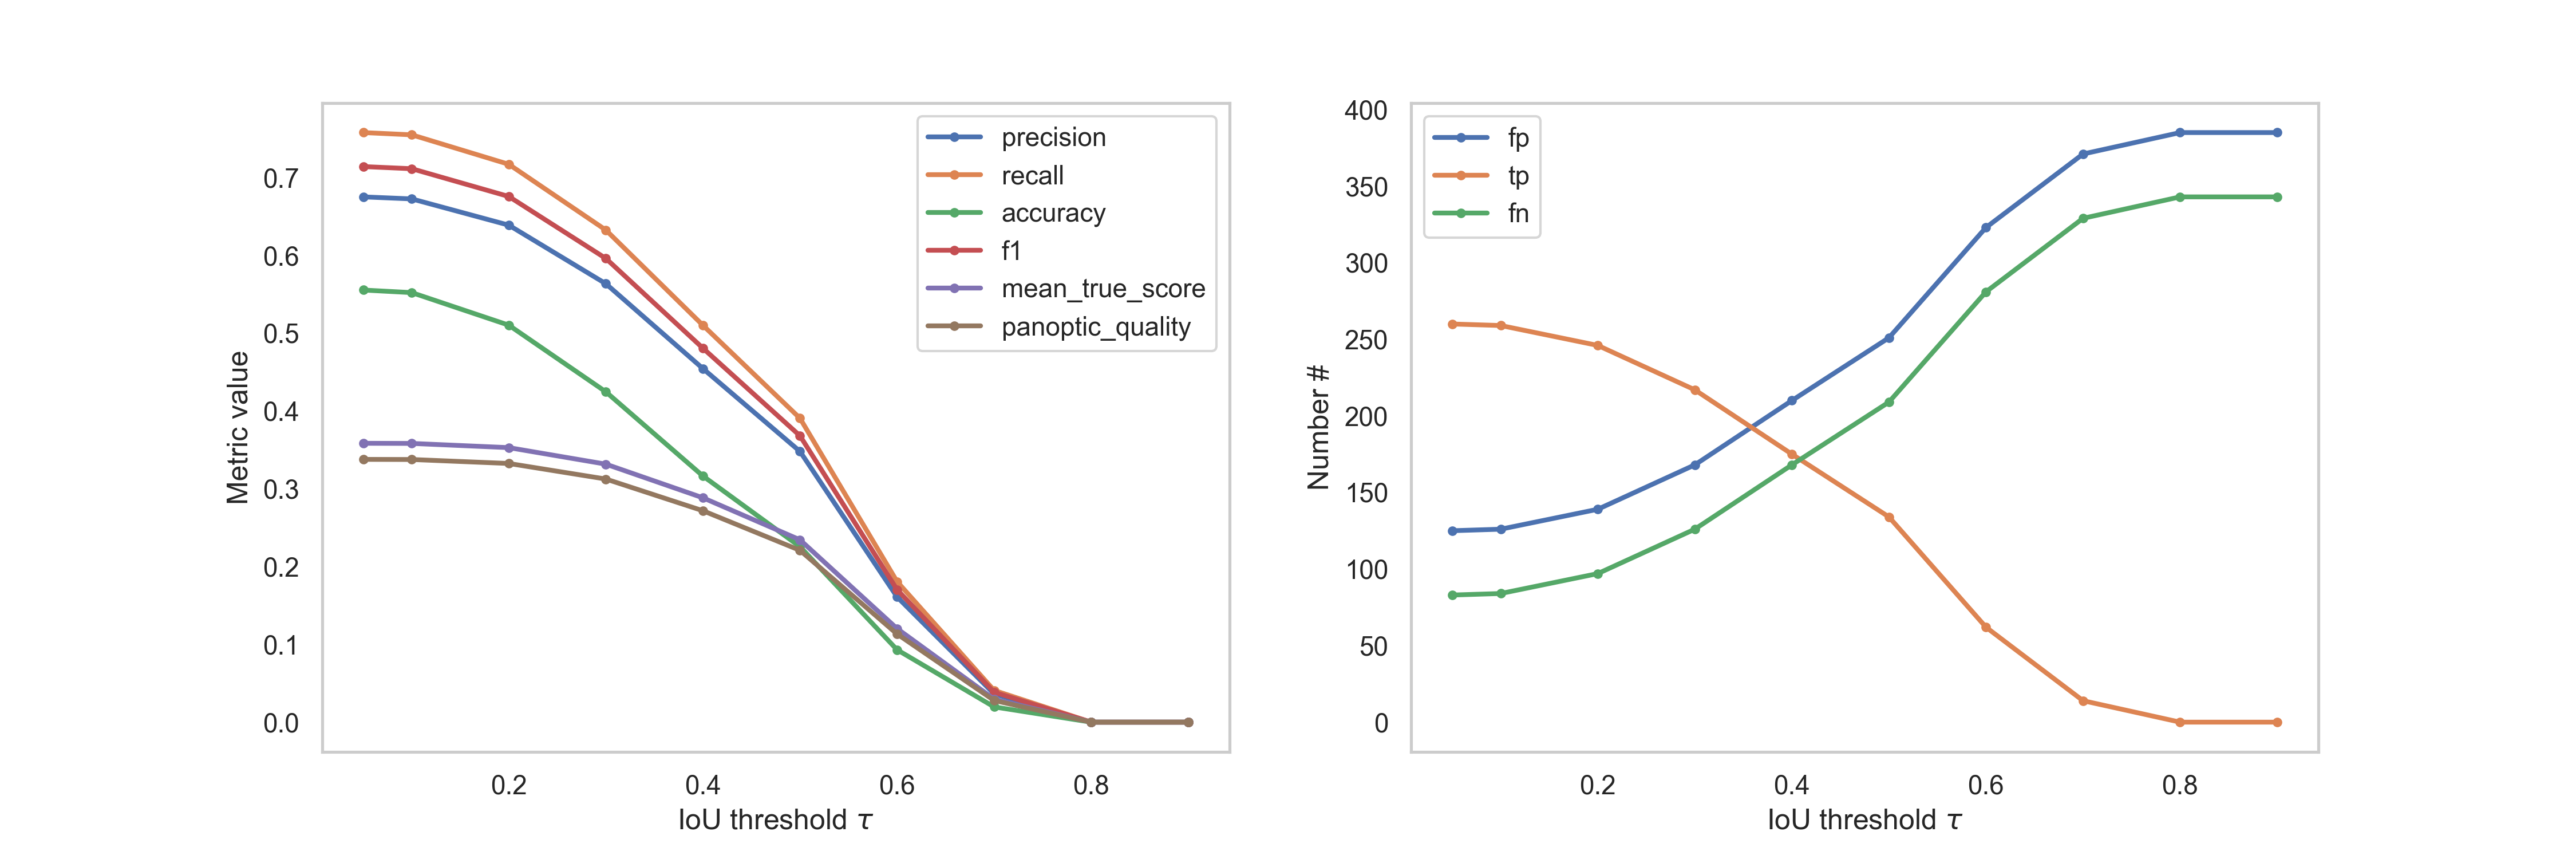 precision
recall
accuracy
f1
mean_true_score
panoptic_quality
0.7
0.6
0.5
0.4
0.3
0.2
0.1
0.0
Metric value
0.2
0.4
0.6
0.8
IoU threshold τ
fp
tp
fn
400
350
300
250
200
150
100
50
0
Number #
0.2
0.4
0.6
0.8
IoU threshold τ